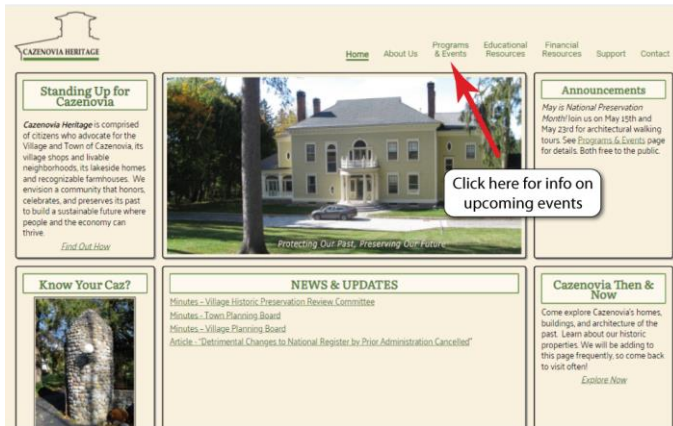 CAZENOVIA HERITAGE
Home
About Us
Programs
& Events
Educational
Resources
Financial
Resources
Support
Contact
Standing Up for
Cazenovia
Cazenovia Heritage is comprised
of citizens who advocate for the
Village and Town of Cazenovia, its
village shops and livable
neighborhoods, its lakeside homes
and recognizable farmhouses. We
envision a community that honors,
celebrates, and preserves its past
to build a sustainable future where
people and the economy can
thrive.
Find Out How
Protecting Our Past, Preserving Our Future
Click here for info on
upcoming events
Announcements
May is National Preservation
Month! Join us on May 15th and
May 23rd for architectural walking
tours. See Programs & Events page
for details. Both free to the public.
Know Your Caz?
NEWS & UPDATES
Minutes – Village Historic Preservation Review Committee
Minutes – Town Planning Board
Minutes – Village Planning Board
Article - "Detrimental Changes to National Register by Prior Administration Cancelled"
Cazenovia Then &
Now
Come explore Cazenovia's homes,
buildings, and architecture of the
past. Learn about our historic
properties. We will be adding to
this page frequently, so come back
to visit often!
Explore Now